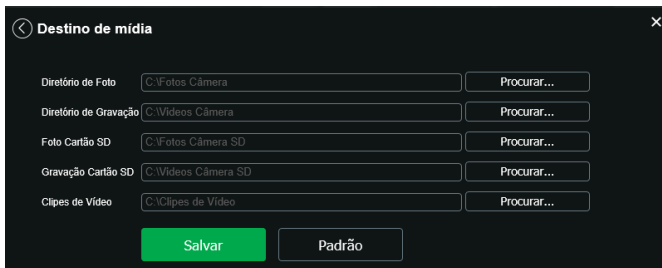 Destino de mídia
Diretório de Foto C:\Fotos Câmera Procurar...
Diretório de Gravação C:\Videos Câmera Procurar...
Foto Cartão SD C:\Fotos Câmera SD Procurar...
Gravação Cartão SD C:\Videos Câmera SD Procurar...
Clipes de Vídeo C:\Clipes de Vídeo Procurar...
Salvar Padrão